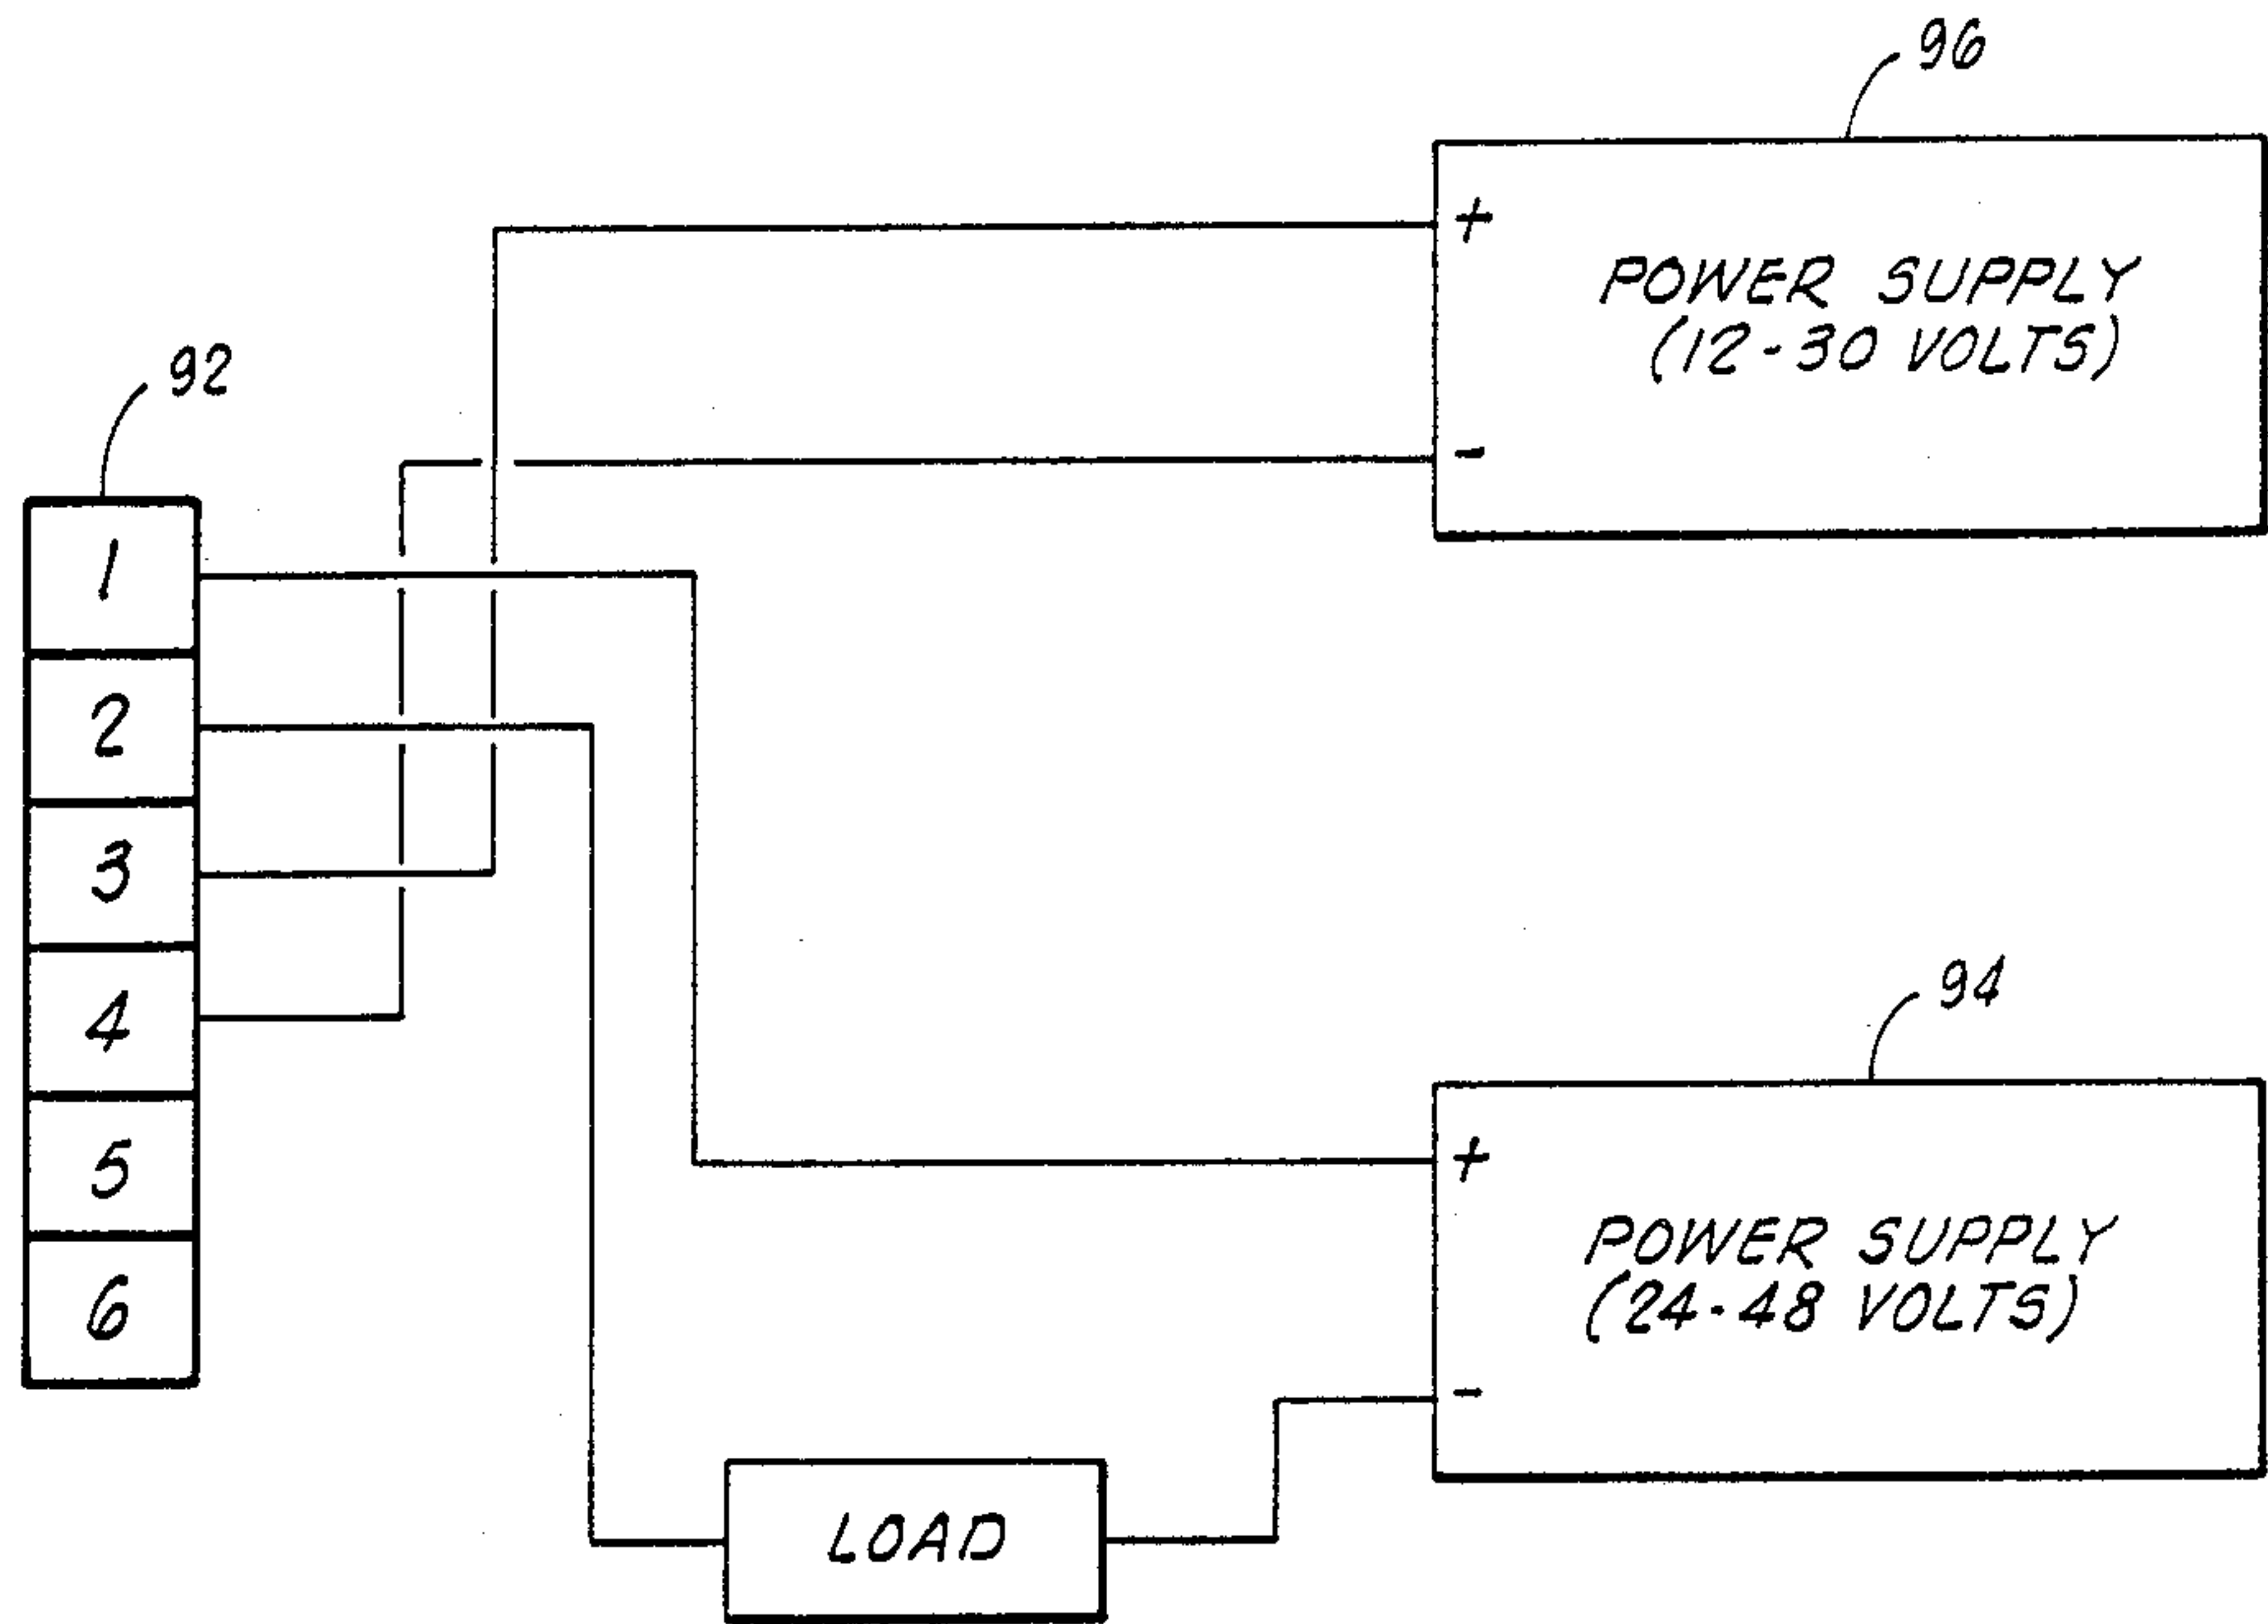 96
+
POWER SUPPLY
(12-30 VOLTS)
-
92
1
2
3
4
5
6
94
+
POWER SUPPLY
(24-48 VOLTS)
-
LOAD